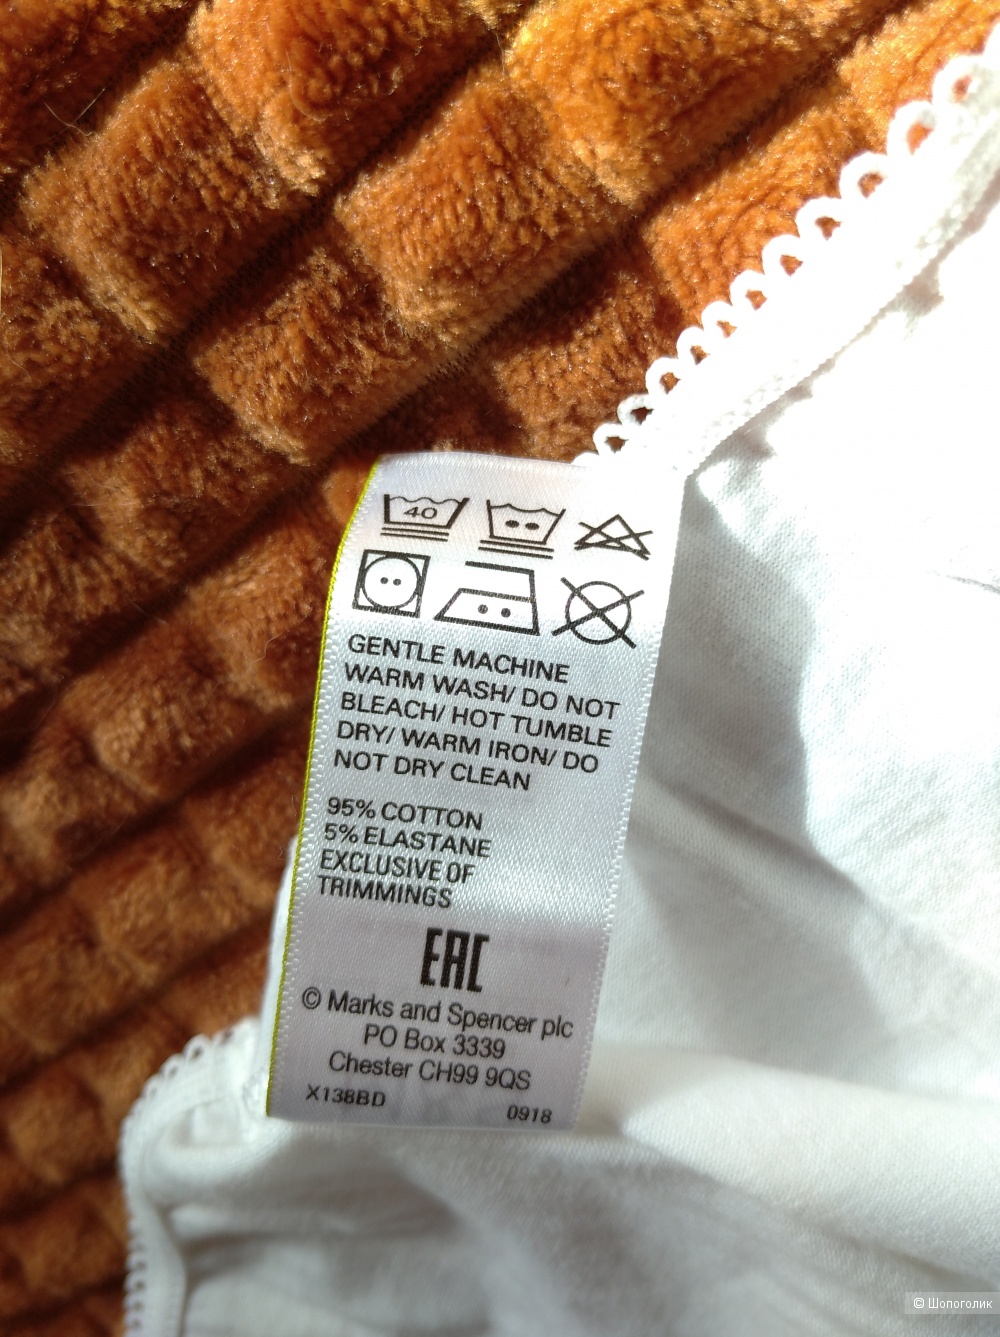 40
GENTLE MACHINE
WARM WASH/ DO NOT
BLEACH/ HOT TUMBLE
DRY/ WARM IRON/ DO
NOT DRY CLEAN
95% COTTON
5% ELASTANE
EXCLUSIVE OF
TRIMMINGS
EAC
© Marks and Spencer plc
PO Box 3339
Chester CH99 9QS
X138BD 0918
© Шопоголик